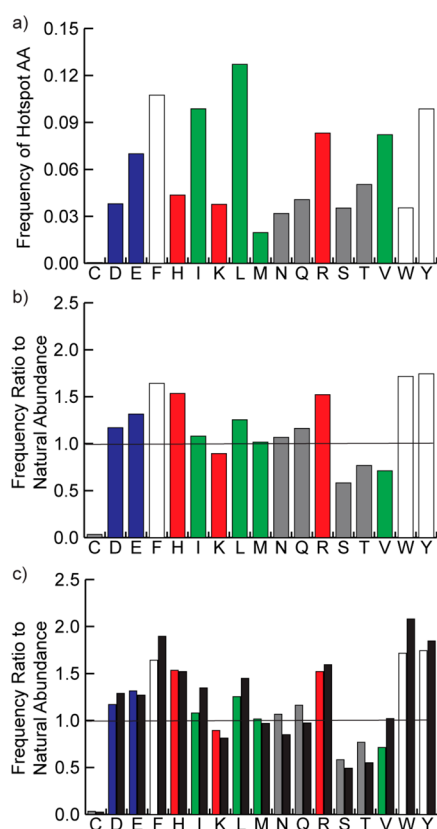 a)
Frequency of Hotspot AA
0.15
0.12
0.09
0.06
0.03
0.00
C D E F H I K L M N Q R S T V W Y
b)
Frequency Ratio to
Natural Abundance
2.5
2.0
1.5
1.0
0.5
0.0
C D E F H I K L M N Q R S T V W Y
c)
Frequency Ratio to
Natural Abundance
2.5
2.0
1.5
1.0
0.5
0.0
C D E F H I K L M N Q R S T V W Y